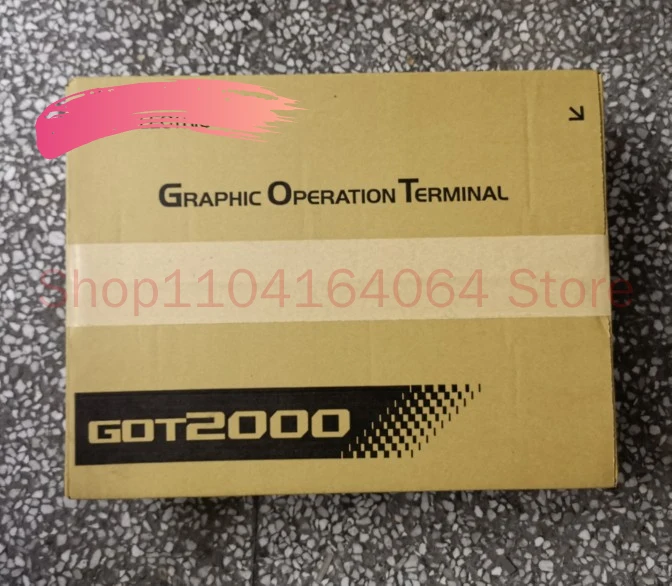 GRAPHIC OPERATION TERMINAL
Shop1104164064 Store
GOT2000